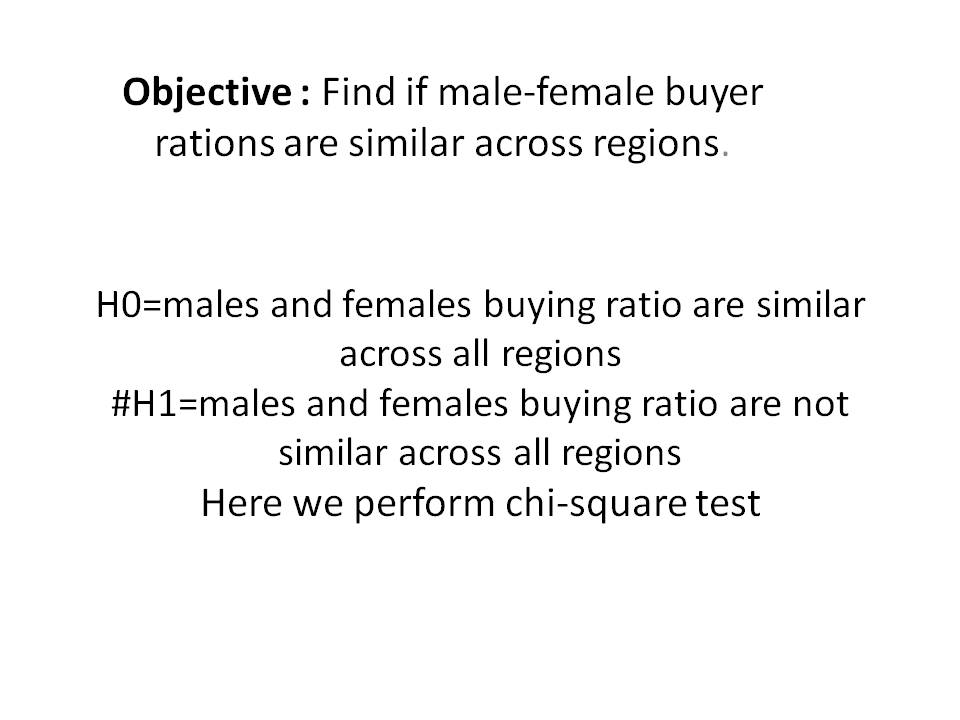 Objective : Find if male-female buyer
rations are similar across regions.
H0=males and females buying ratio are similar
across all regions
#H1=males and females buying ratio are not
similar across all regions
Here we perform chi-square test